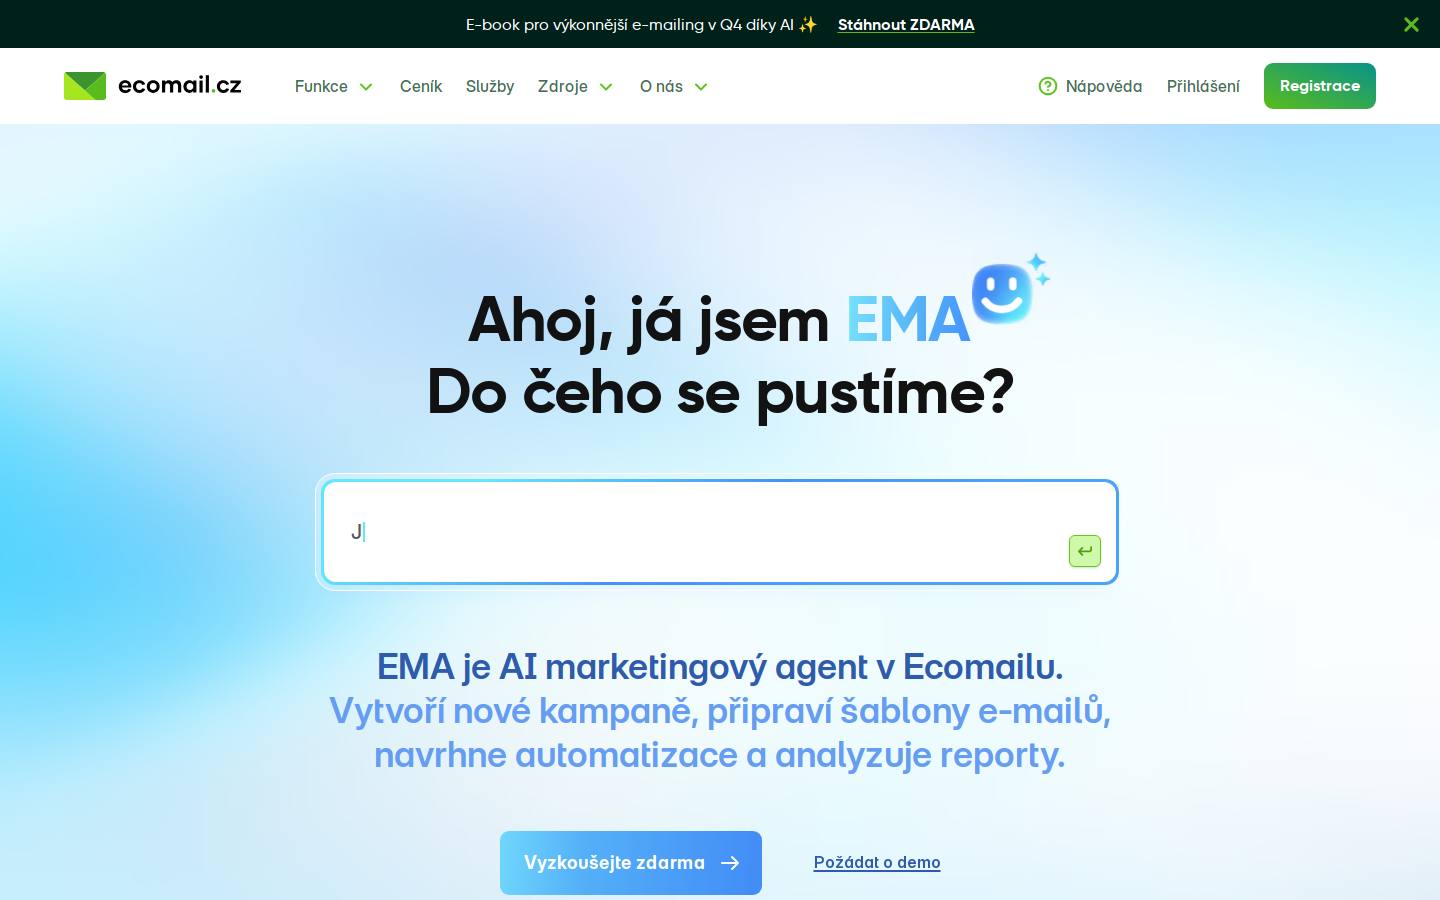 E-book pro výkonnější e-mailing v Q4 díky AI ✨ Stáhnout ZDARMA
ecomail.cz
Funkce Ceník Služby Zdroje O nás
Nápověda Přihlášení Registrace
Ahoj, já jsem EMA
Do čeho se pustíme?
J
EMA je AI marketingový agent v Ecomailu.
Vytvoří nové kampaně, připraví šablony e-mailů,
navrhne automatizace a analyzuje reporty.
Vyzkoušejte zdarma
Požádat o demo